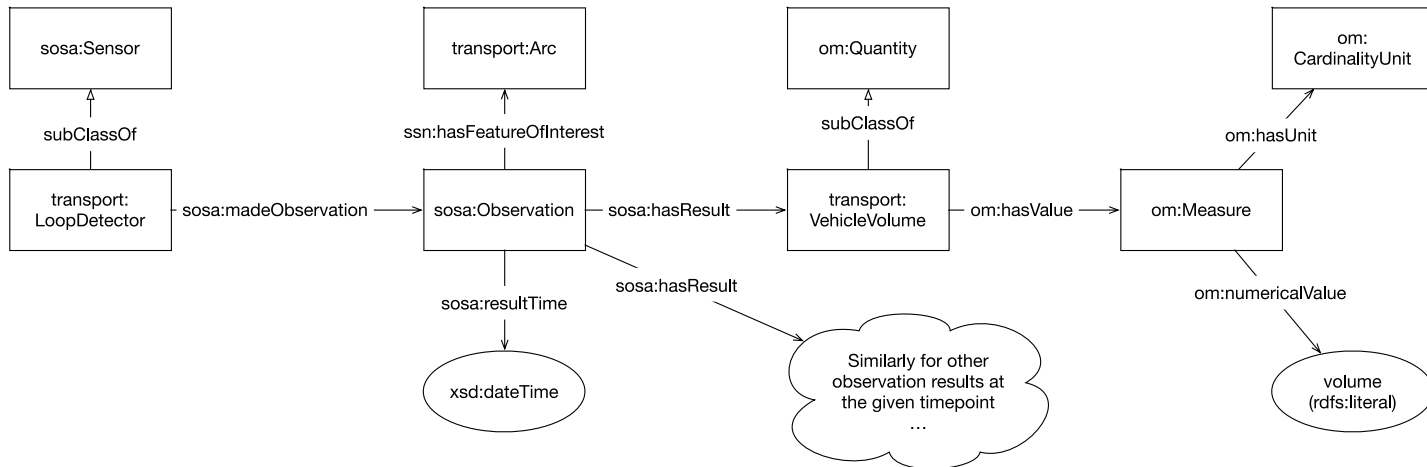 sosa:Sensor
transport:Arc
om:Quantity
om:
CardinalityUnit
subClassOf
ssn:hasFeatureOfInterest
subClassOf
om:hasUnit
transport:
LoopDetector
sosa:madeObservation
sosa:Observation
sosa:hasResult
transport:
VehicleVolume
om:hasValue
om:Measure
sosa:resultTime
sosa:hasResult
om:numericalValue
xsd:dateTime
Similarly for other
observation results at
the given timepoint
...
volume
(rdfs:literal)